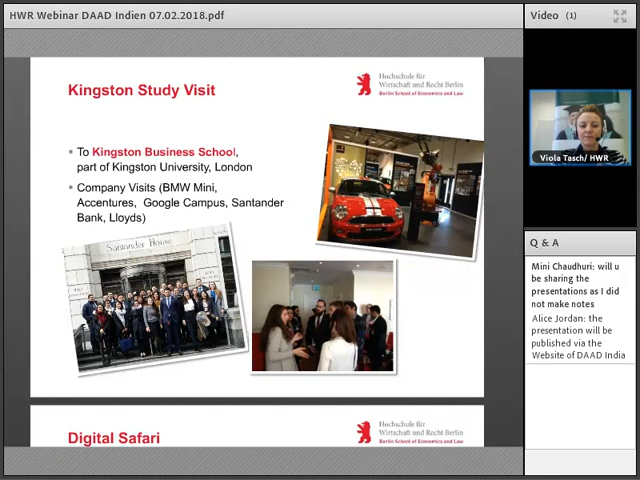 HWR Webinar DAAD Indien 07.02.2018.pdf
Kingston Study Visit
Hochschule für
Wirtschaft und Recht Berlin
Berlin School of Economics and Law
To Kingston Business School,
part of Kingston University, London
Company Visits (BMW Mini,
Accentures, Google Campus, Santander
Bank, Lloyds)
Santander House
Digital Safari
Hochschule für
Wirtschaft und Recht Berlin
Berlin School of Economics and Law
Video (1)
Viola Tasch/ HWR
Q & A
Mini Chaudhuri: will u
be sharing the
presentations as I did
not make notes
Alice Jordan: the
presentation will be
published via the
Website of DAAD India